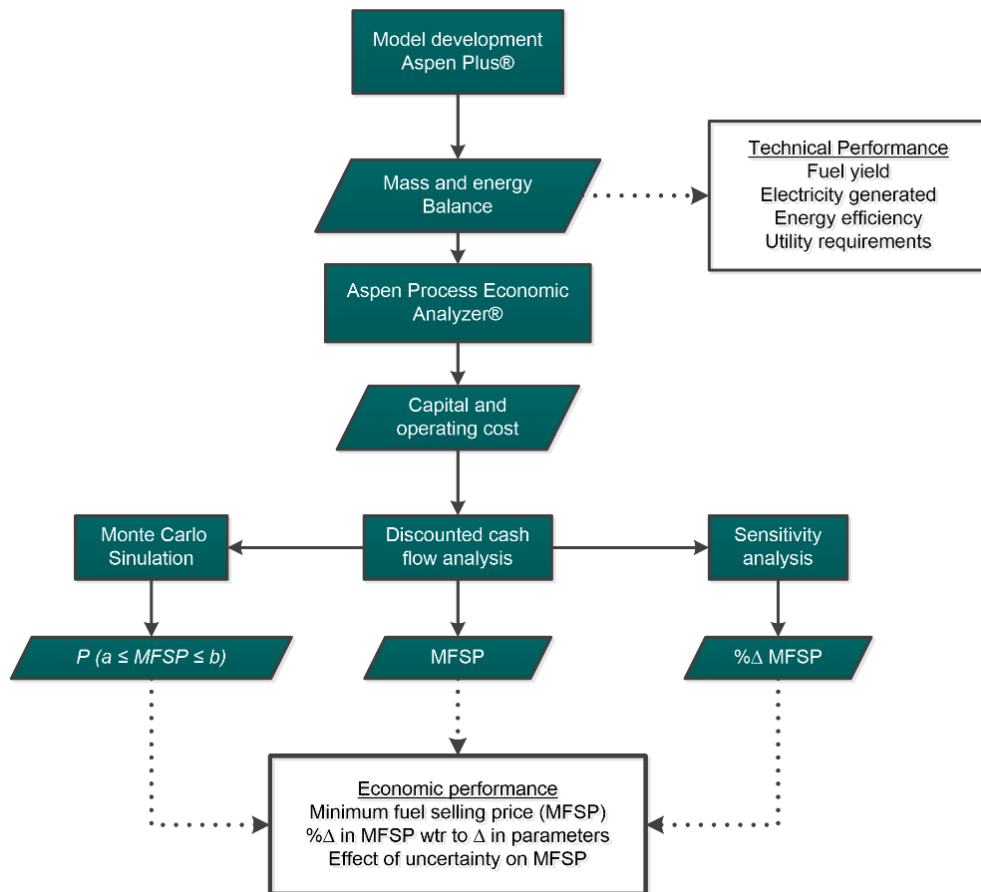 Model development
Aspen Plus®
Mass and energy
Balance
Technical Performance
Fuel yield
Electricity generated
Energy efficiency
Utility requirements
Aspen Process Economic
Analyzer®
Capital and
operating cost
Monte Carlo
Sinulation
Discounted cash
flow analysis
Sensitivity
analysis
P (a ≤ MFSP ≤ b)
MFSP
%Δ MFSP
Economic performance
Minimum fuel selling price (MFSP)
%Δ in MFSP wtr to Δ in parameters
Effect of uncertainty on MFSP